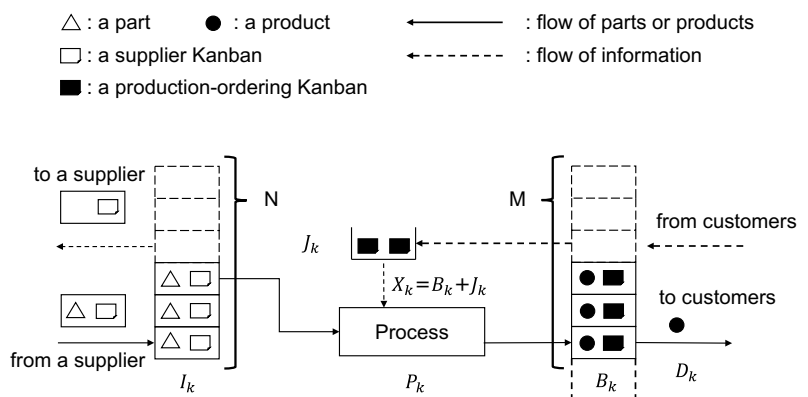 : a part : a product : flow of parts or products
: a supplier Kanban : flow of information
: a production-ordering Kanban
to a supplier
N
M
from customers
J_k
X_k=B_k+J_k
to customers
Process
from a supplier
I_k P_k B_k D_k